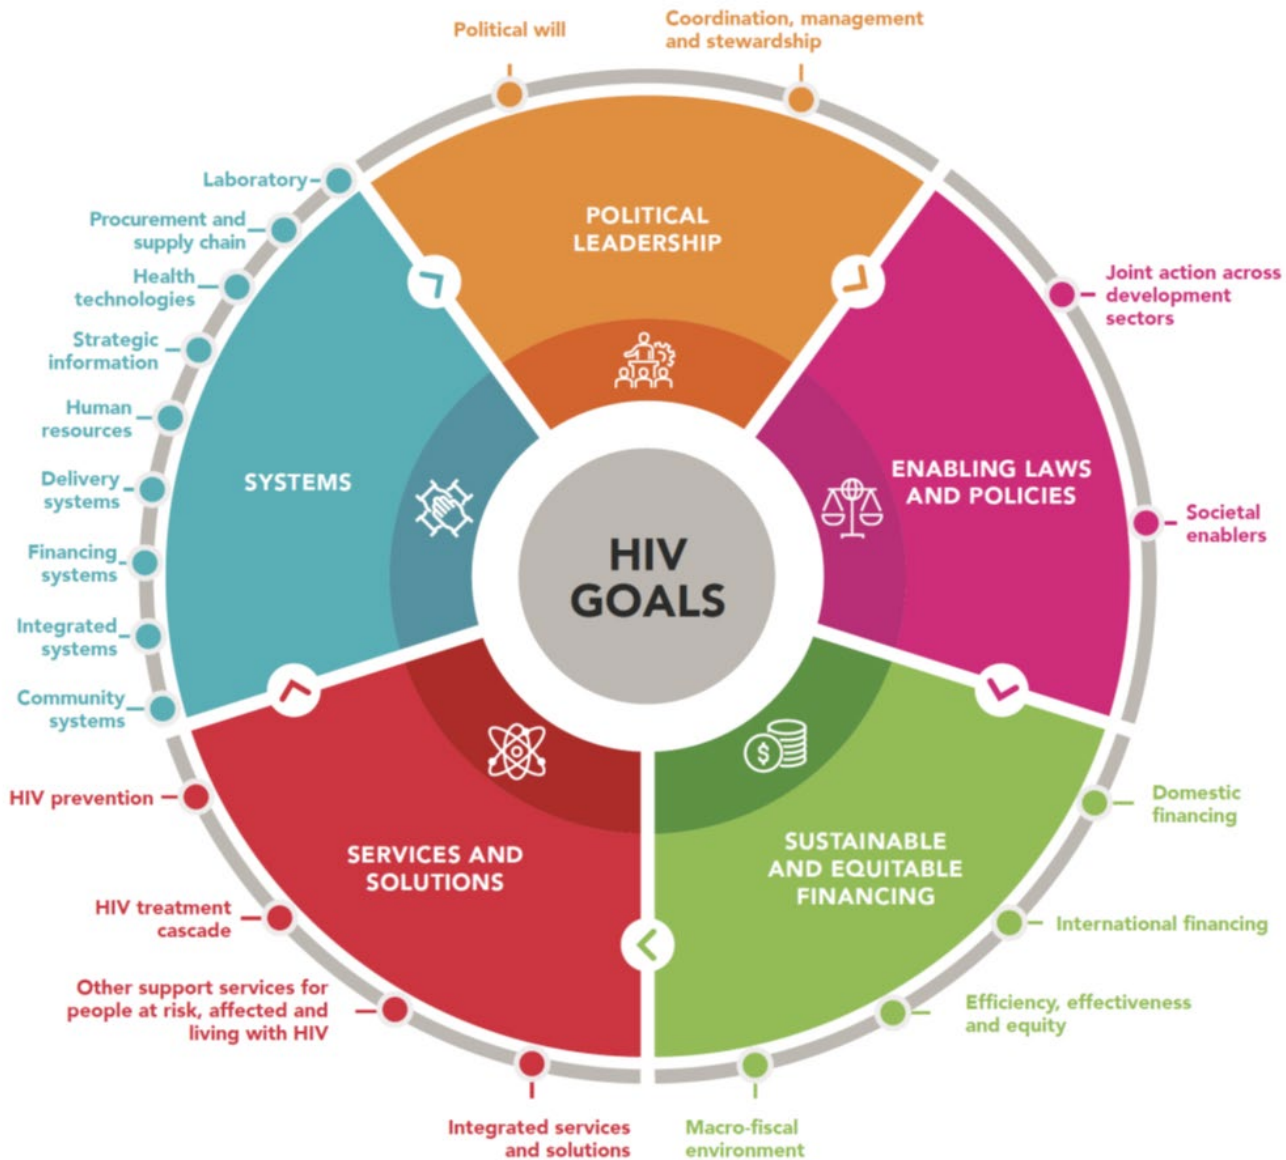 Political will
Coordination, management
and stewardship
POLITICAL
LEADERSHIP
Joint action across
development
sectors
Societal
enablers
ENABLING LAWS
AND POLICIES
Domestic
financing
International financing
Efficiency, effectiveness
and equity
Macro-fiscal
environment
SUSTAINABLE
AND EQUITABLE
FINANCING
$
Integrated services
and solutions
Other support services for
people at risk, affected and
living with HIV
HIV treatment
cascade
HIV prevention
SERVICES AND
SOLUTIONS
Community
systems
Integrated
systems
Financing
systems
Delivery
systems
Human
resources
Strategic
information
Health
technologies
Procurement and
supply chain
Laboratory
SYSTEMS
HIV
GOALS